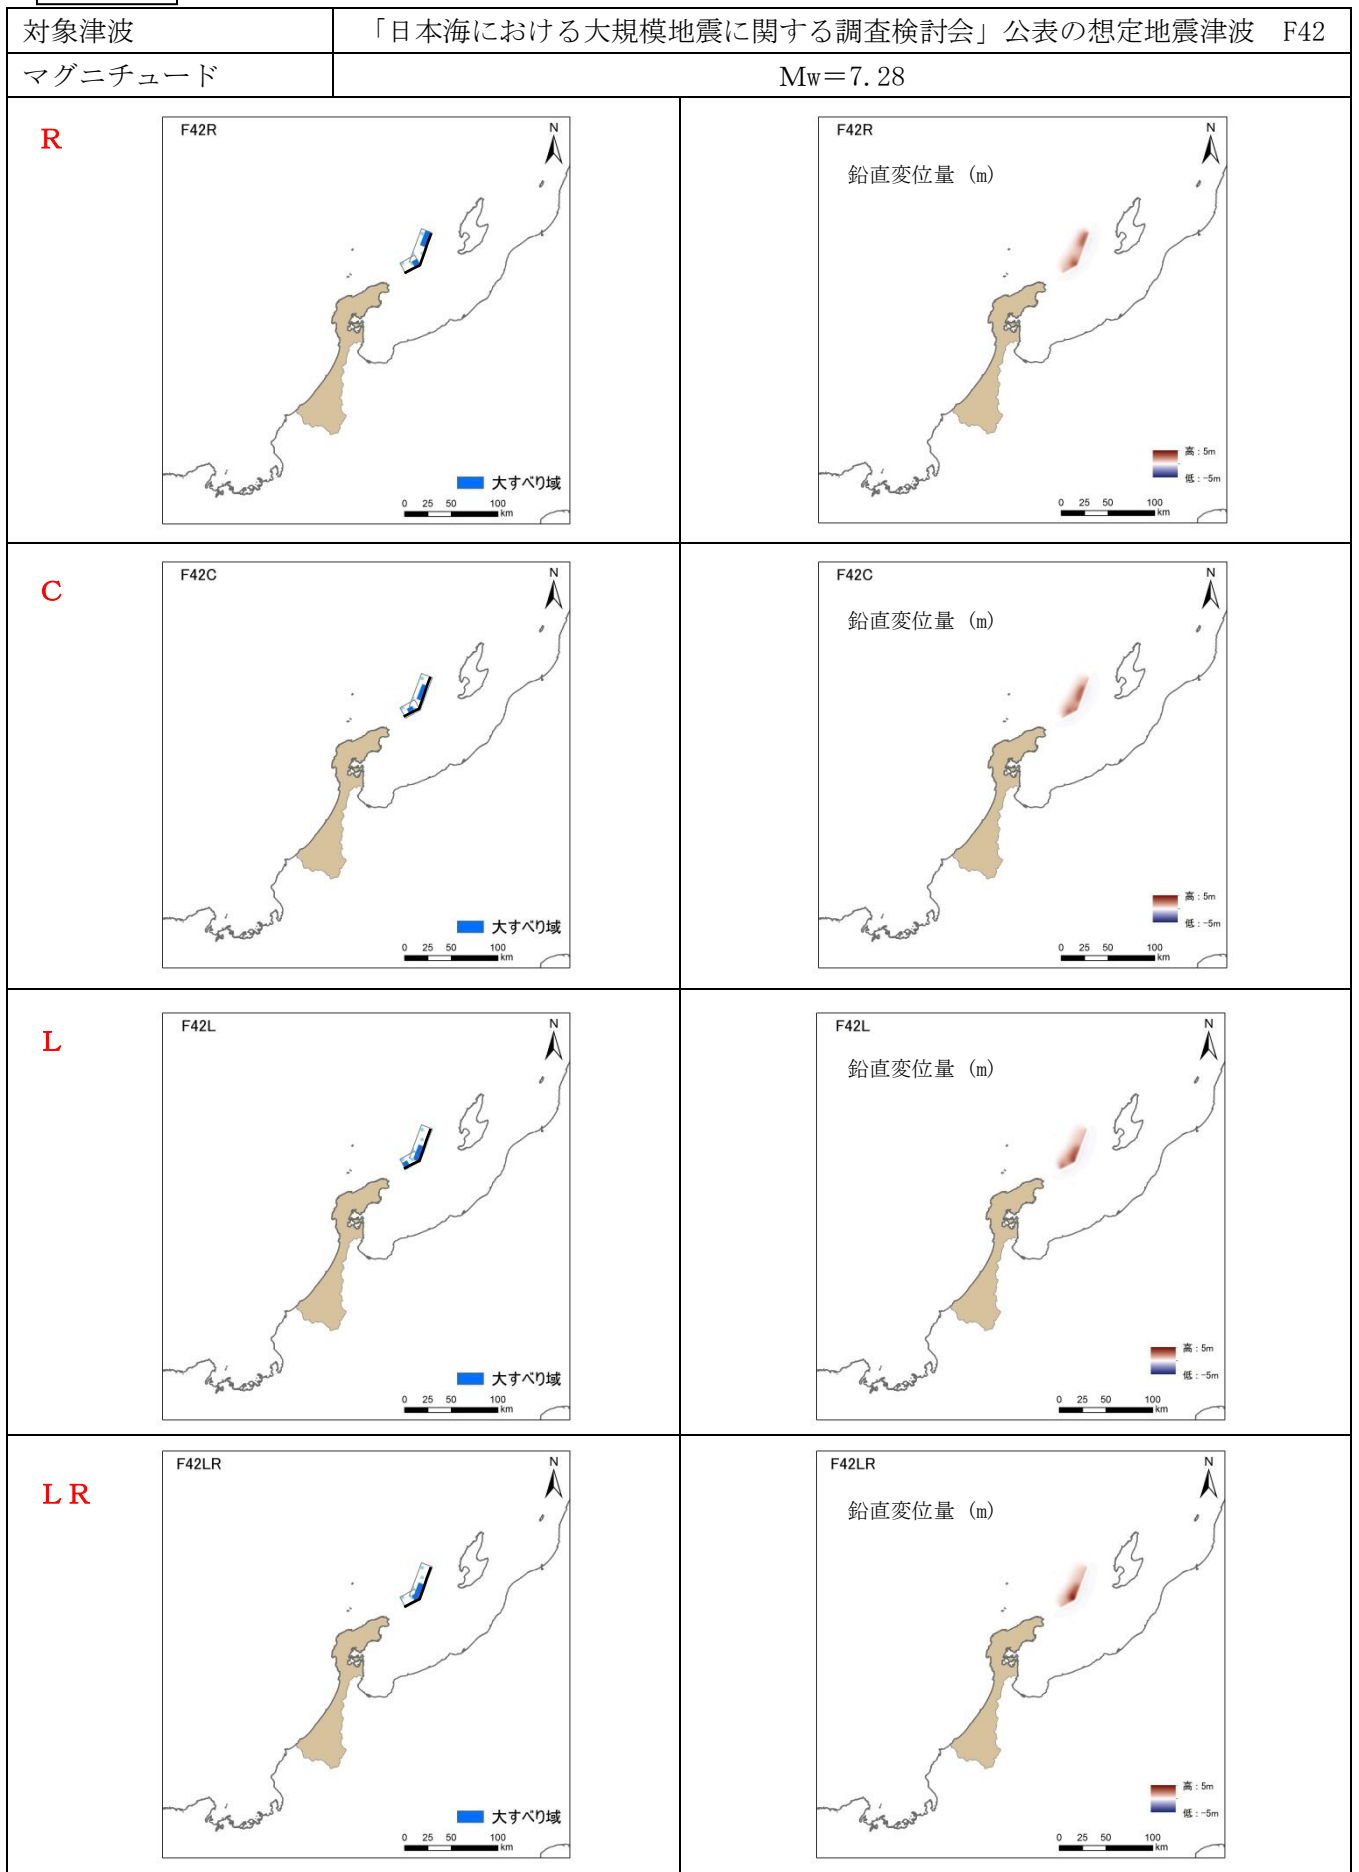 対象津波 「日本海における大規模地震に関する調査検討会」公表の想定地震津波 F42
マグニチュード Mw＝7.28
R
F42R
N
大すべり域
0 25 50 100
km
F42R
N
鉛直変位量 (m)
高 : 5m
低 : -5m
0 25 50 100
km
C
F42C
N
大すべり域
0 25 50 100
km
F42C
N
鉛直変位量 (m)
高 : 5m
低 : -5m
0 25 50 100
km
L
F42L
N
大すべり域
0 25 50 100
km
F42L
N
鉛直変位量 (m)
高 : 5m
低 : -5m
0 25 50 100
km
LR
F42LR
N
大すべり域
0 25 50 100
km
F42LR
N
鉛直変位量 (m)
高 : 5m
低 : -5m
0 25 50 100
km